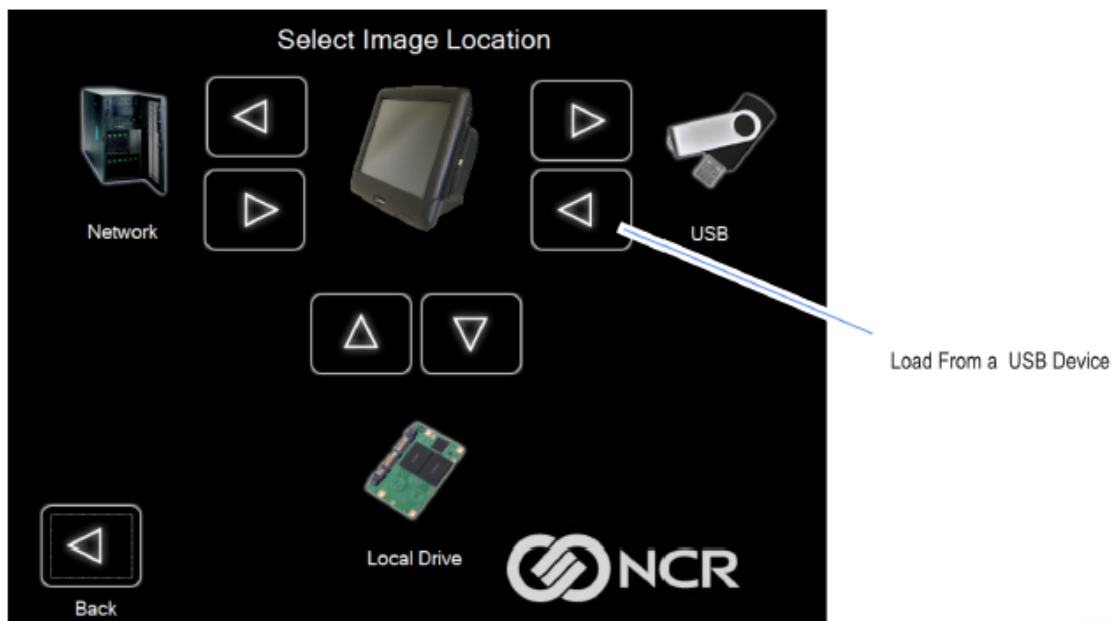 Select Image Location
Network
USB
Load From a USB Device
Local Drive
NCR
Back